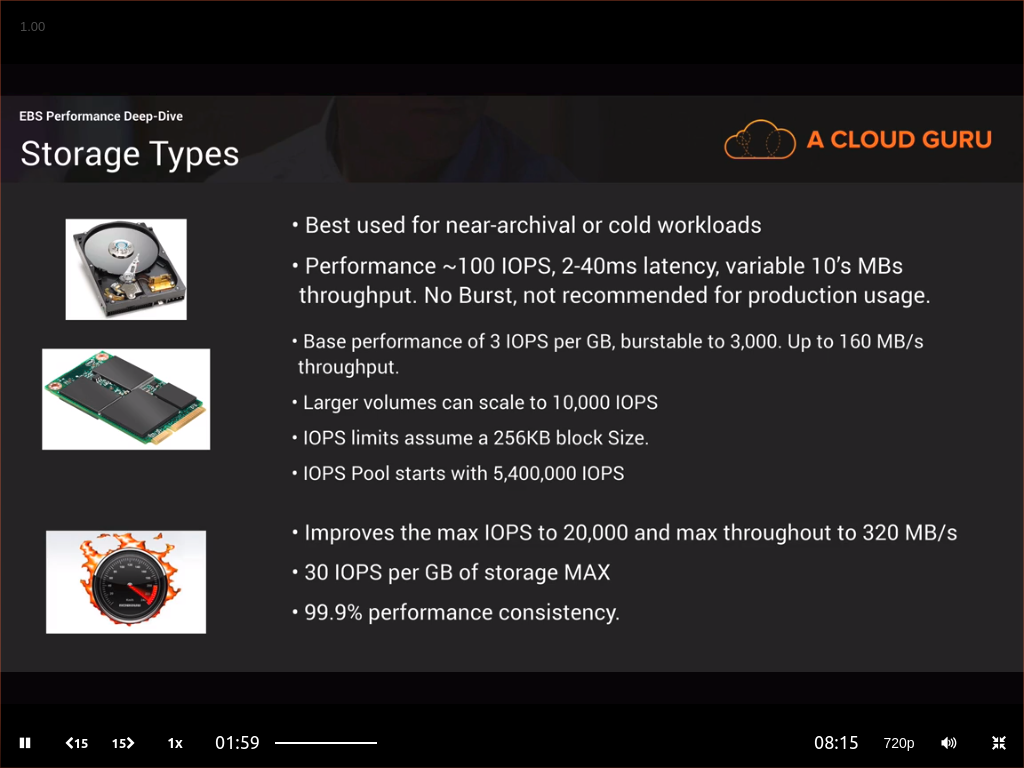 1.00
EBS Performance Deep-Dive
Storage Types
A CLOUD GURU
• Best used for near-archival or cold workloads
• Performance ~100 IOPS, 2-40ms latency, variable 10’s MBs
throughput. No Burst, not recommended for production usage.
• Base performance of 3 IOPS per GB, burstable to 3,000. Up to 160 MB/s
throughput.
• Larger volumes can scale to 10,000 IOPS
• IOPS limits assume a 256KB block Size.
• IOPS Pool starts with 5,400,000 IOPS
• Improves the max IOPS to 20,000 and max throughout to 320 MB/s
• 30 IOPS per GB of storage MAX
• 99.9% performance consistency.
15 15 1x 01:59 08:15 720p